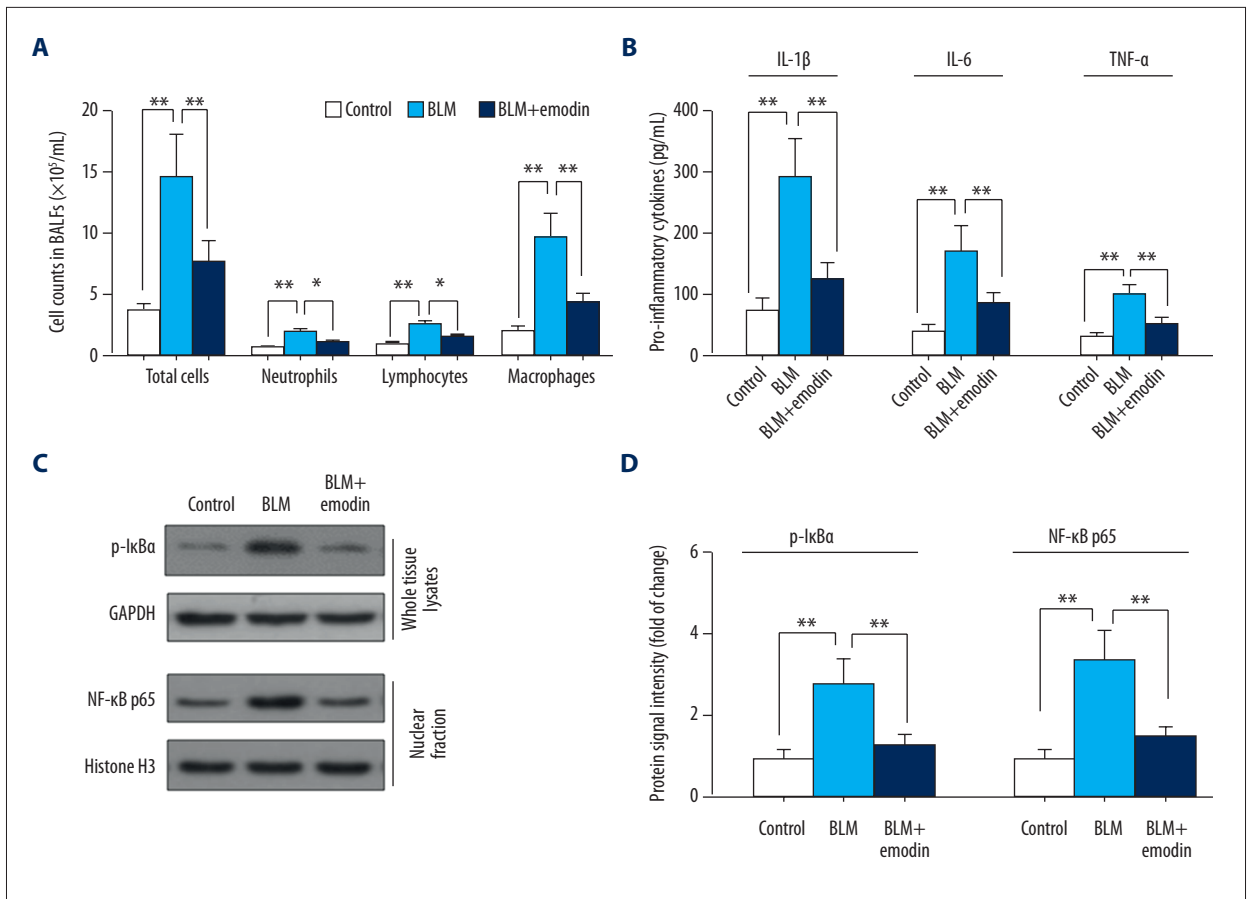 A
Control BLM BLM+emodin
Cell counts in BALFs (×10⁵/mL)
20
15
10
5
0
** **
** *
** *
** **
Total cells Neutrophils Lymphocytes Macrophages
B
IL-1β IL-6 TNF-α
Pro-inflammatory cytokines (pg/mL)
400
300
200
100
0
** **
** **
** **
Control BLM BLM+emodin Control BLM BLM+emodin Control BLM BLM+emodin
C
Control BLM BLM+
emodin
p-IκBα
GAPDH
Whole tissue
lysates
NF-κB p65
Histone H3
Nuclear
fraction
D
p-IκBα NF-κB p65
Protein signal intensity (fold of change)
6
4
2
0
** **
** **
Control BLM BLM+ Control BLM BLM+
emodin emodin